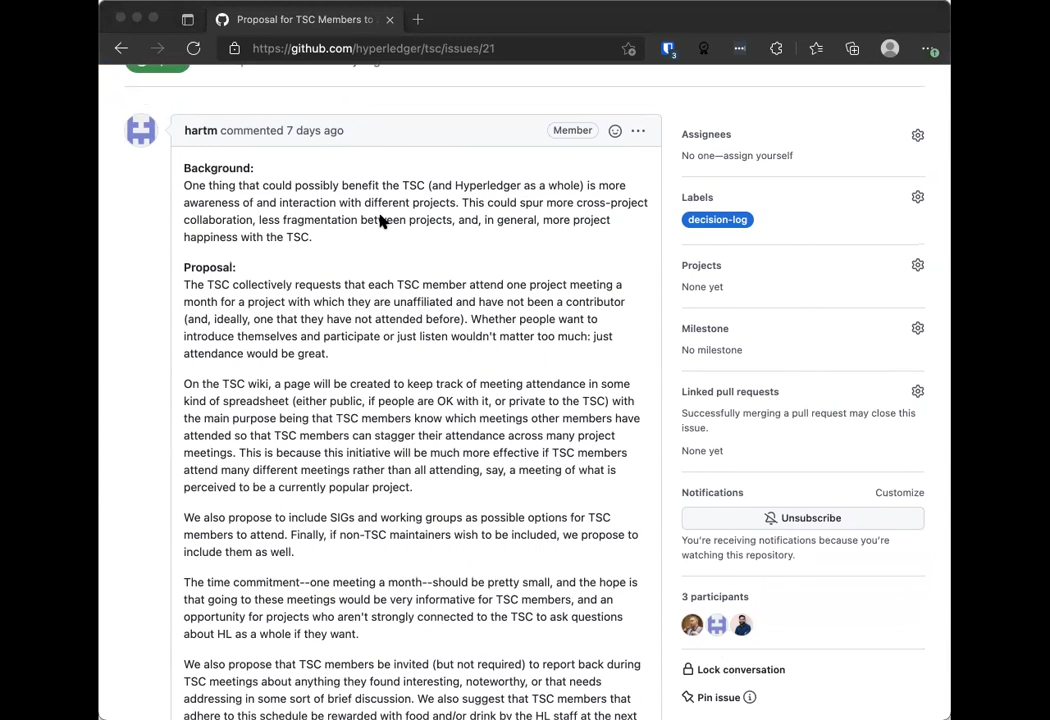 Proposal for TSC Members to
https://github.com/hyperledger/tsc/issues/21
3
hartm commented 7 days ago
Member
Background:
One thing that could possibly benefit the TSC (and Hyperledger as a whole) is more
awareness of and interaction with different projects. This could spur more cross-project
collaboration, less fragmentation between projects, and, in general, more project
happiness with the TSC.
Proposal:
The TSC collectively requests that each TSC member attend one project meeting a
month for a project with which they are unaffiliated and have not been a contributor
(and, ideally, one that they have not attended before). Whether people want to
introduce themselves and participate or just listen wouldn't matter too much: just
attendance would be great.
On the TSC wiki, a page will be created to keep track of meeting attendance in some
kind of spreadsheet (either public, if people are OK with it, or private to the TSC) with
the main purpose being that TSC members know which meetings other members have
attended so that TSC members can stagger their attendance across many project
meetings. This is because this initiative will be much more effective if TSC members
attend many different meetings rather than all attending, say, a meeting of what is
perceived to be a currently popular project.
We also propose to include SIGs and working groups as possible options for TSC
members to attend. Finally, if non-TSC maintainers wish to be included, we propose to
include them as well.
The time commitment--one meeting a month--should be pretty small, and the hope is
that going to these meetings would be very informative for TSC members, and an
opportunity for projects who aren't strongly connected to the TSC to ask questions
about HL as a whole if they want.
We also propose that TSC members be invited (but not required) to report back during
TSC meetings about anything they found interesting, noteworthy, or that needs
addressing in some sort of brief discussion. We also suggest that TSC members that
adhere to this schedule be rewarded with food and/or drink by the HL staff at the next
Assignees
No one—assign yourself
Labels
decision-log
Projects
None yet
Milestone
No milestone
Linked pull requests
Successfully merging a pull request may close this
issue.
None yet
Notifications
Customize
Unsubscribe
You're receiving notifications because you're
watching this repository.
3 participants
Lock conversation
Pin issue